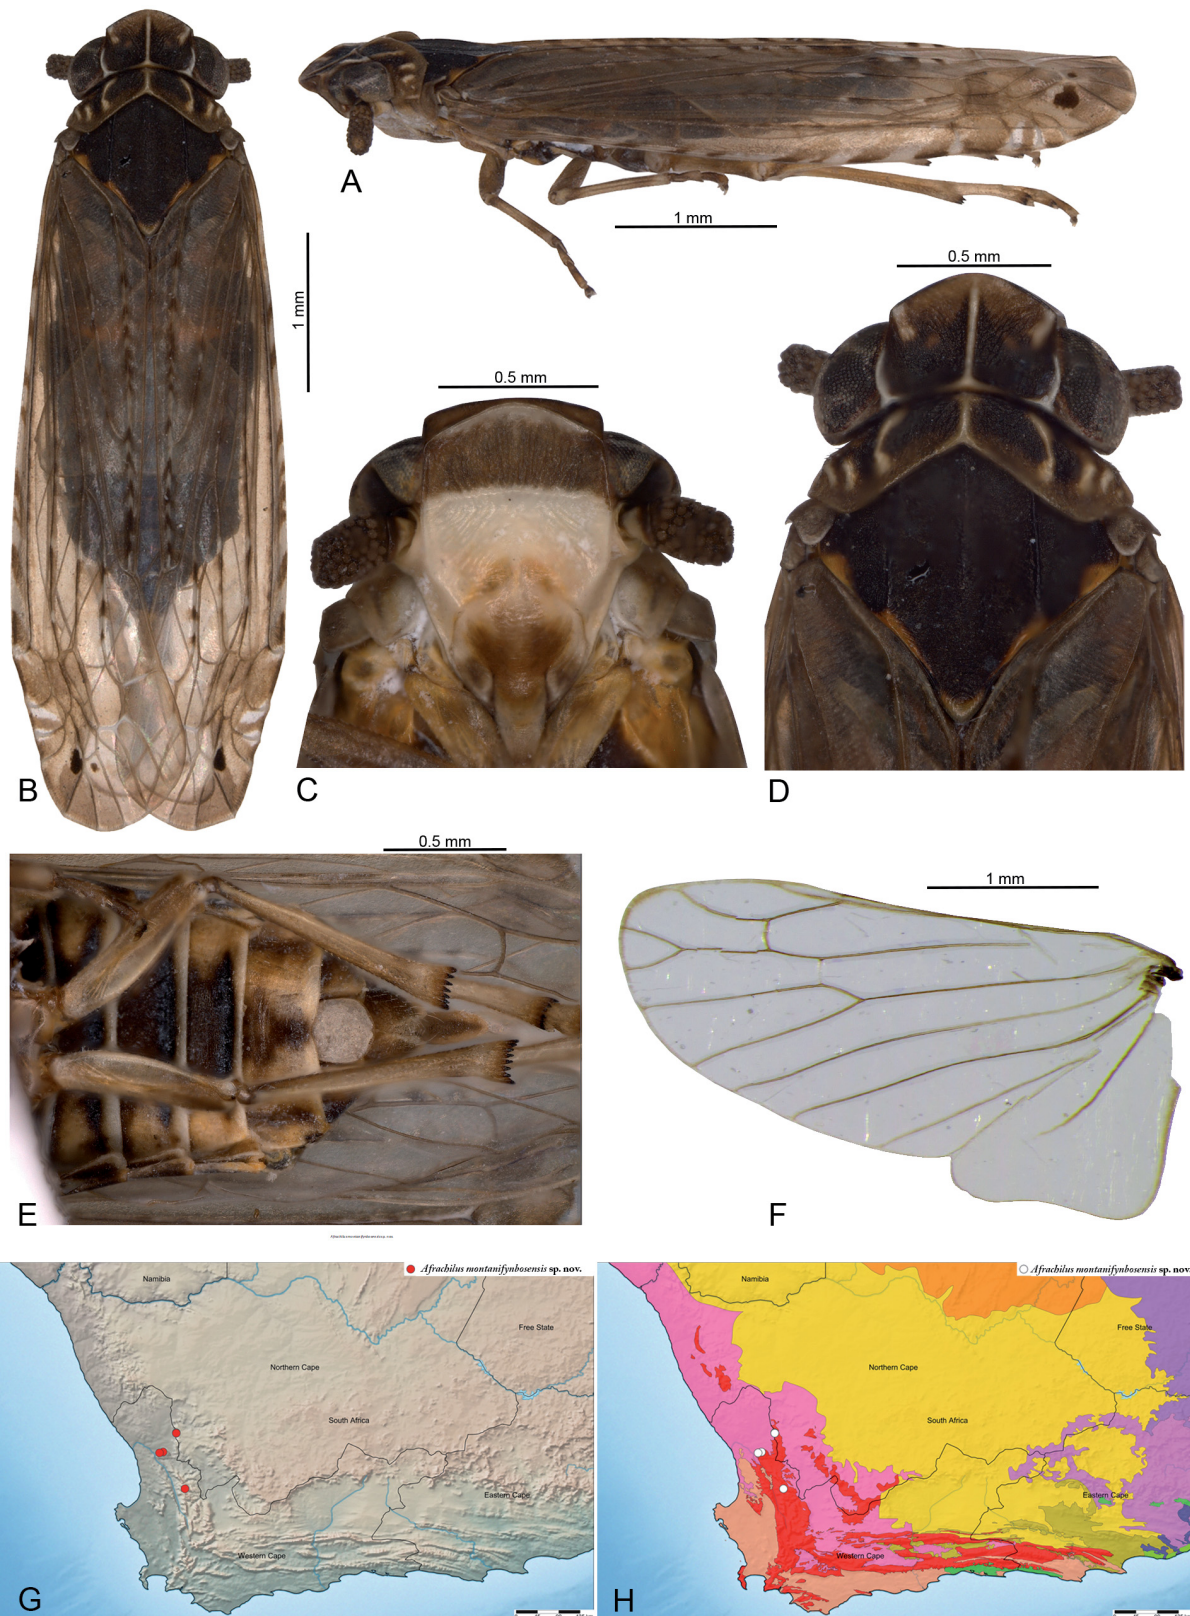 A
1 mm
B
1 mm
0.5 mm
C
0.5 mm
D
0.5 mm
E
1 mm
F
Afrachilus montanifynbosensis sp. nov.
Namibia
Free State
Northern Cape
South Africa
Eastern Cape
Western Cape
G
Afrachilus montanifynbosensis sp. nov.
Namibia
Free State
Northern Cape
South Africa
Eastern Cape
Western Cape
H